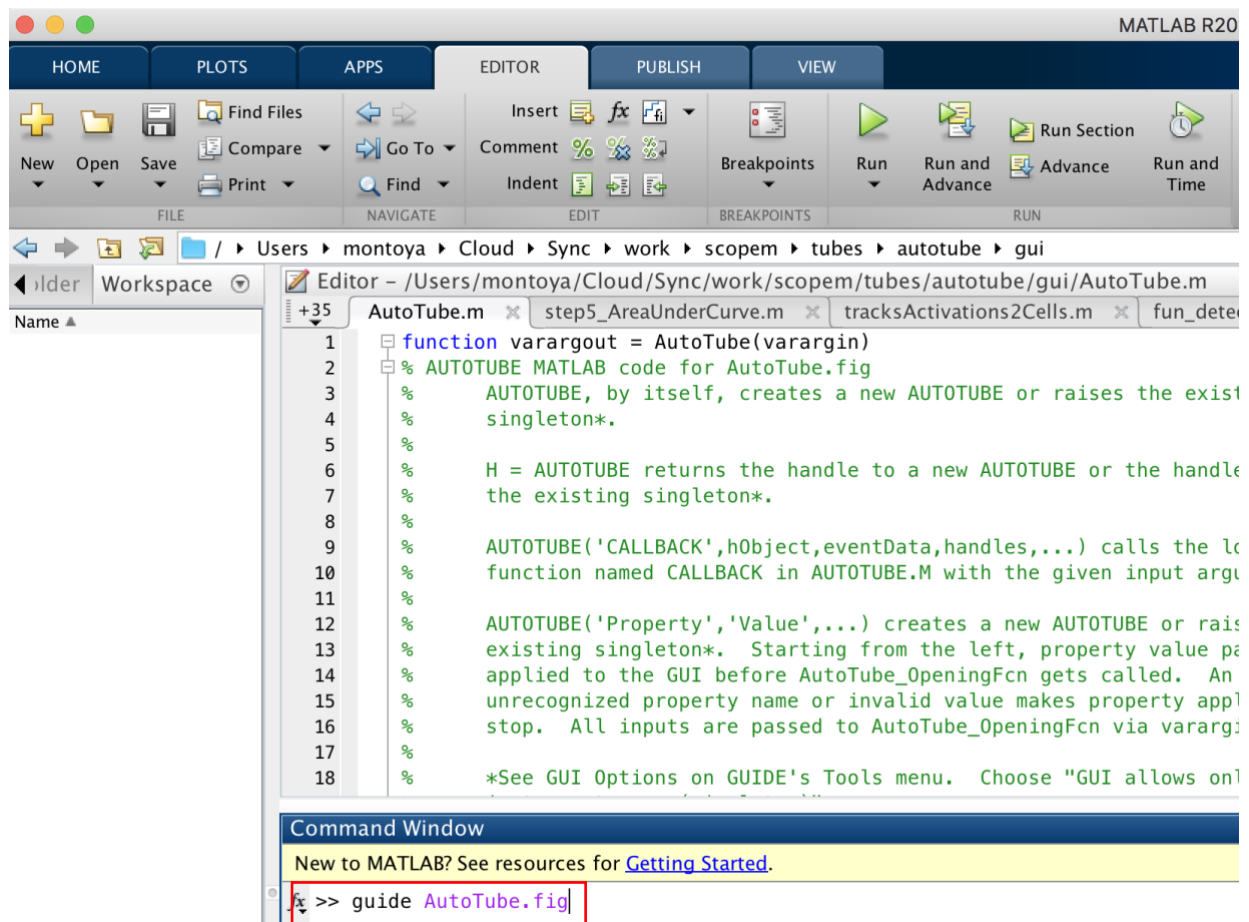 MATLAB R20
HOME PLOTS APPS EDITOR PUBLISH VIEW
New Open Save Find Files Compare Print
FILE
Go To Find
NAVIGATE
Insert fx fi
Comment
Indent
EDIT
Breakpoints
BREAKPOINTS
Run Run and Advance Run Section Advance Run and Time
RUN
/ Users montoya Cloud Sync work scopem tubes autotube gui
older Workspace
Name
Editor – /Users/montoya/Cloud/Sync/work/scopem/tubes/autotube/gui/AutoTube.m
+35 AutoTube.m step5_AreaUnderCurve.m tracksActivations2Cells.m fun_dete
1 function varargout = AutoTube(varargin)
2 % AUTOTUBE MATLAB code for AutoTube.fig
3 % AUTOTUBE, by itself, creates a new AUTOTUBE or raises the exist
4 % singleton*.
5 %
6 % H = AUTOTUBE returns the handle to a new AUTOTUBE or the handle
7 % the existing singleton*.
8 %
9 % AUTOTUBE('CALLBACK',hObject,eventData,handles,...) calls the lo
10 % function named CALLBACK in AUTOTUBE.M with the given input argu
11 %
12 % AUTOTUBE('Property','Value',...) creates a new AUTOTUBE or rais
13 % existing singleton*. Starting from the left, property value pa
14 % applied to the GUI before AutoTube_OpeningFcn gets called. An
15 % unrecognized property name or invalid value makes property appl
16 % stop. All inputs are passed to AutoTube_OpeningFcn via varargi
17 %
18 % *See GUI Options on GUIDE's Tools menu. Choose "GUI allows onl
Command Window
New to MATLAB? See resources for Getting Started.
fx >> guide AutoTube.fig